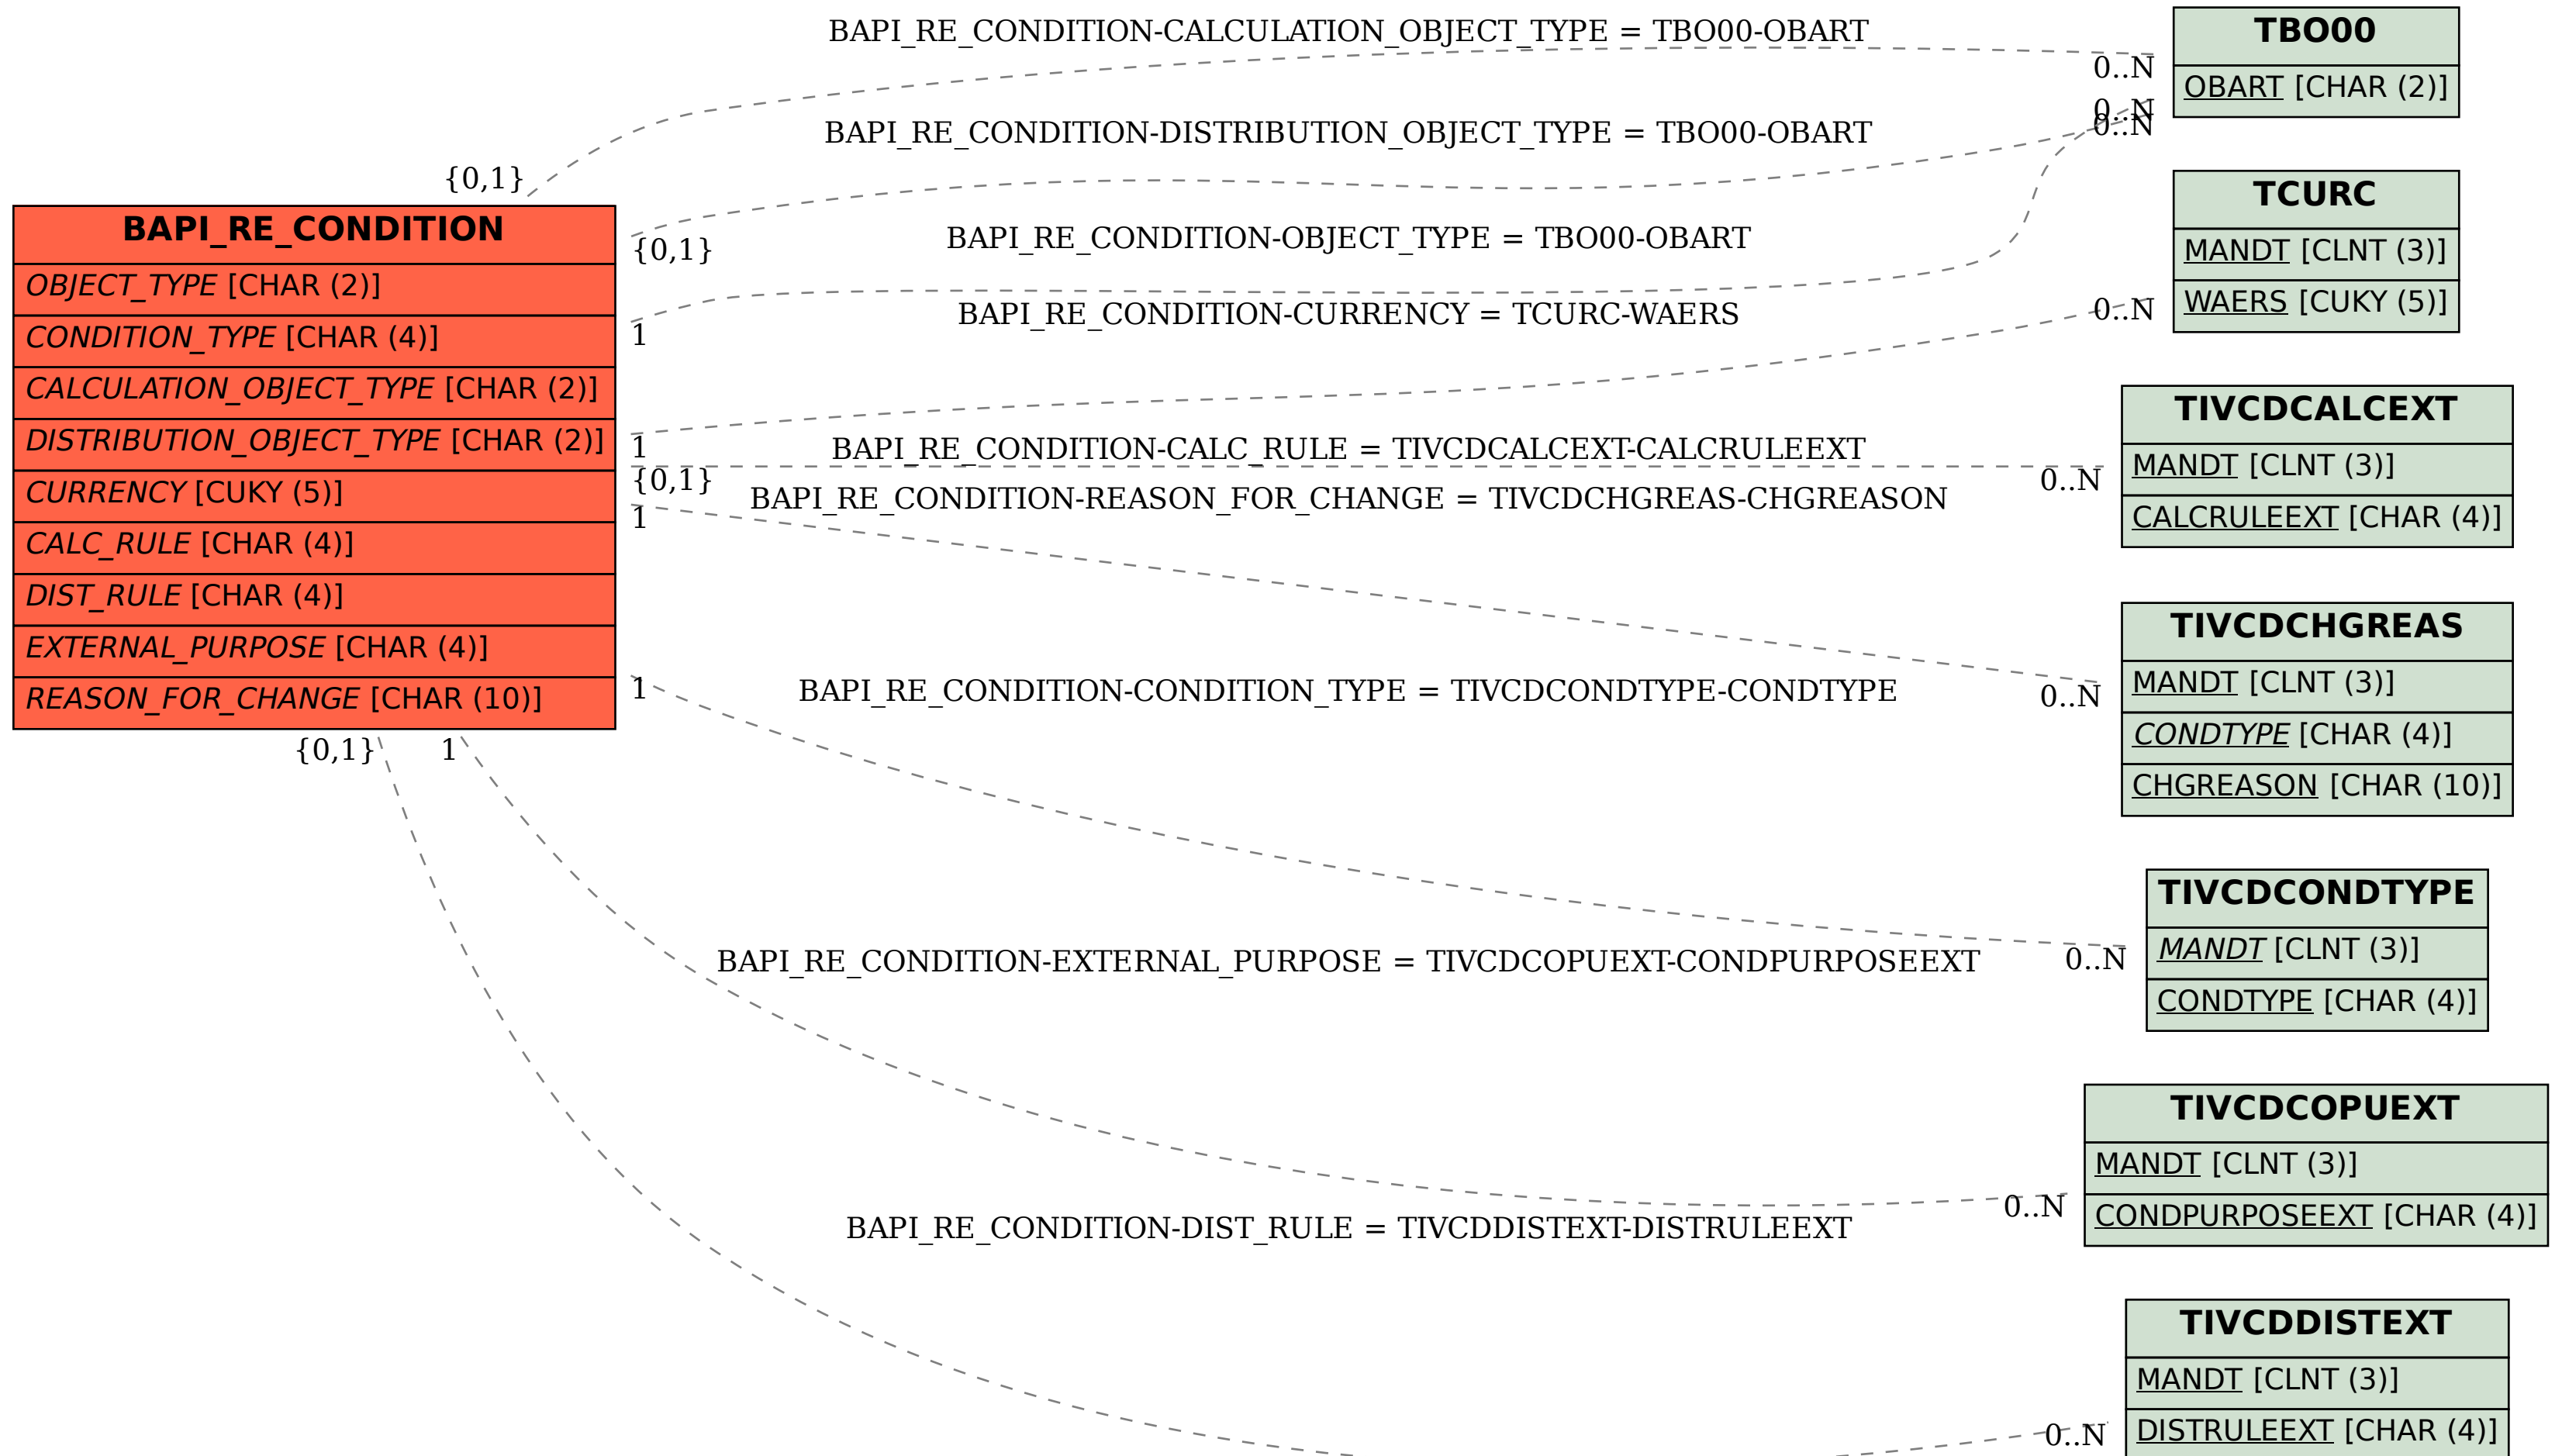 BAPI_RE_CONDITION-CALCULATION_OBJECT_TYPE = TBO00-OBART
{0,1}
0..N
BAPI_RE_CONDITION-DISTRIBUTION_OBJECT_TYPE = TBO00-OBART
{0,1}
0..N
BAPI_RE_CONDITION-OBJECT_TYPE = TBO00-OBART
1
0..N
BAPI_RE_CONDITION-CURRENCY = TCURC-WAERS
1
0..N
BAPI_RE_CONDITION-CALC_RULE = TIVCDCALCEXT-CALCRULEEXT
{0,1}
0..N
BAPI_RE_CONDITION-REASON_FOR_CHANGE = TIVCDCHGREAS-CHGREASON
1
0..N
BAPI_RE_CONDITION-CONDITION_TYPE = TIVCDCONDTYPE-CONDTYPE
1
0..N
BAPI_RE_CONDITION-EXTERNAL_PURPOSE = TIVCDCOPUEXT-CONDPURPOSEEXT
1
0..N
BAPI_RE_CONDITION-DIST_RULE = TIVCDDISTEXT-DISTRULEEXT
{0,1}
0..N
BAPI_RE_CONDITION
OBJECT_TYPE [CHAR (2)]
CONDITION_TYPE [CHAR (4)]
CALCULATION_OBJECT_TYPE [CHAR (2)]
DISTRIBUTION_OBJECT_TYPE [CHAR (2)]
CURRENCY [CUKY (5)]
CALC_RULE [CHAR (4)]
DIST_RULE [CHAR (4)]
EXTERNAL_PURPOSE [CHAR (4)]
REASON_FOR_CHANGE [CHAR (10)]
TBO00
OBART [CHAR (2)]
TCURC
MANDT [CLNT (3)]
WAERS [CUKY (5)]
TIVCDCALCEXT
MANDT [CLNT (3)]
CALCRULEEXT [CHAR (4)]
TIVCDCHGREAS
MANDT [CLNT (3)]
CONDTYPE [CHAR (4)]
CHGREASON [CHAR (10)]
TIVCDCONDTYPE
MANDT [CLNT (3)]
CONDTYPE [CHAR (4)]
TIVCDCOPUEXT
MANDT [CLNT (3)]
CONDPURPOSEEXT [CHAR (4)]
TIVCDDISTEXT
MANDT [CLNT (3)]
DISTRULEEXT [CHAR (4)]